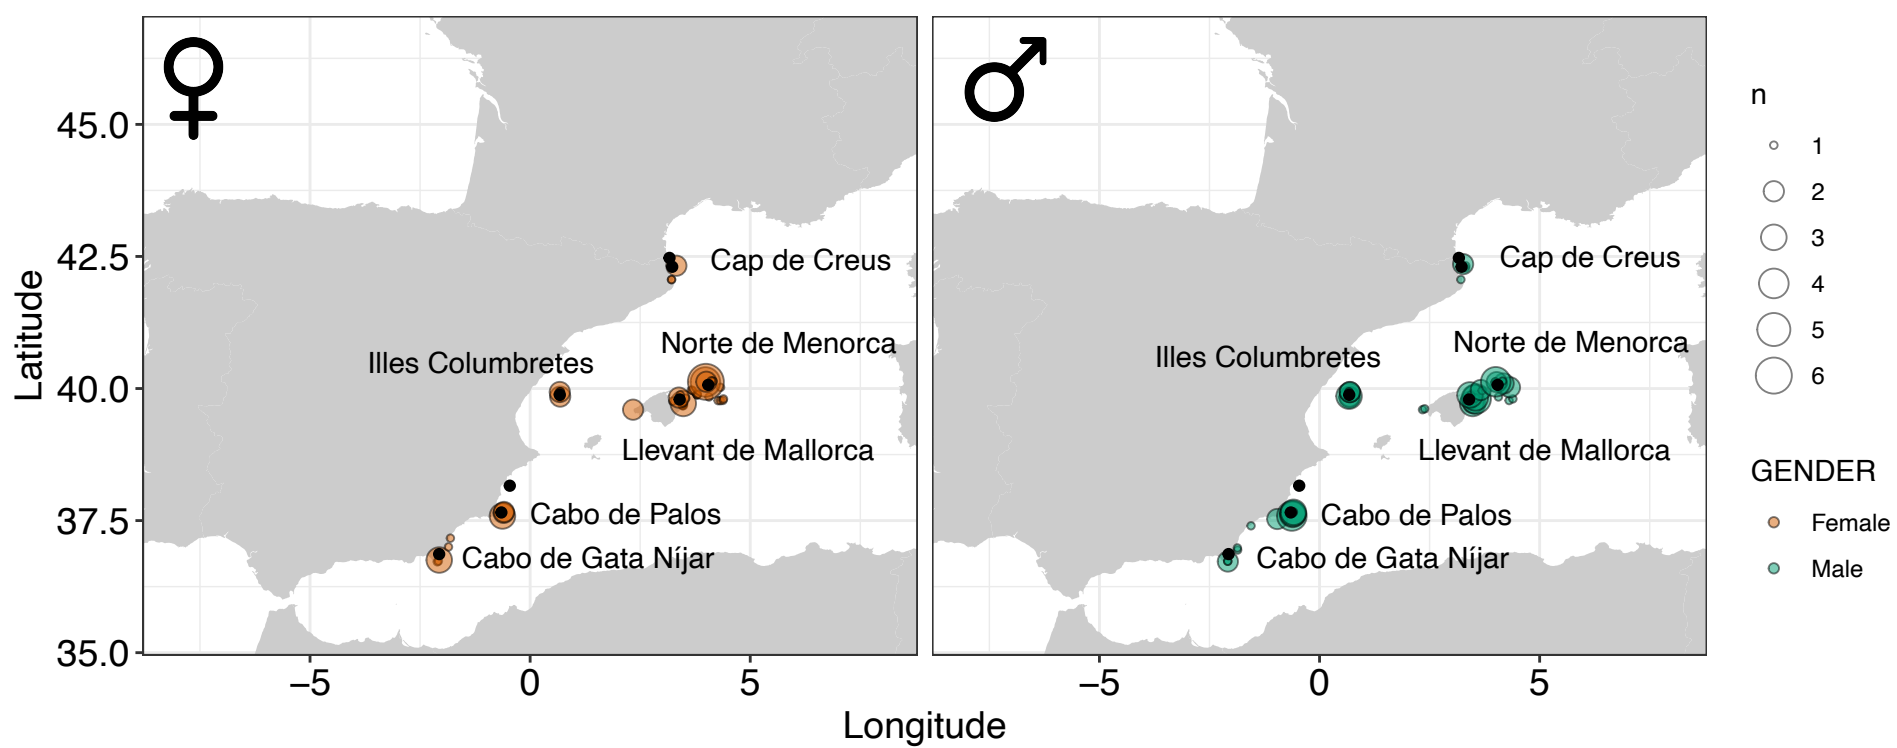 Latitude
45.0
42.5
40.0
37.5
35.0
Cap de Creus
Norte de Menorca
Illes Columbretes
Llevant de Mallorca
Cabo de Palos
Cabo de Gata Níjar
–5
0
5
Cap de Creus
Norte de Menorca
Illes Columbretes
Llevant de Mallorca
Cabo de Palos
Cabo de Gata Níjar
–5
0
5
Longitude
n
1
2
3
4
5
6
GENDER
Female
Male